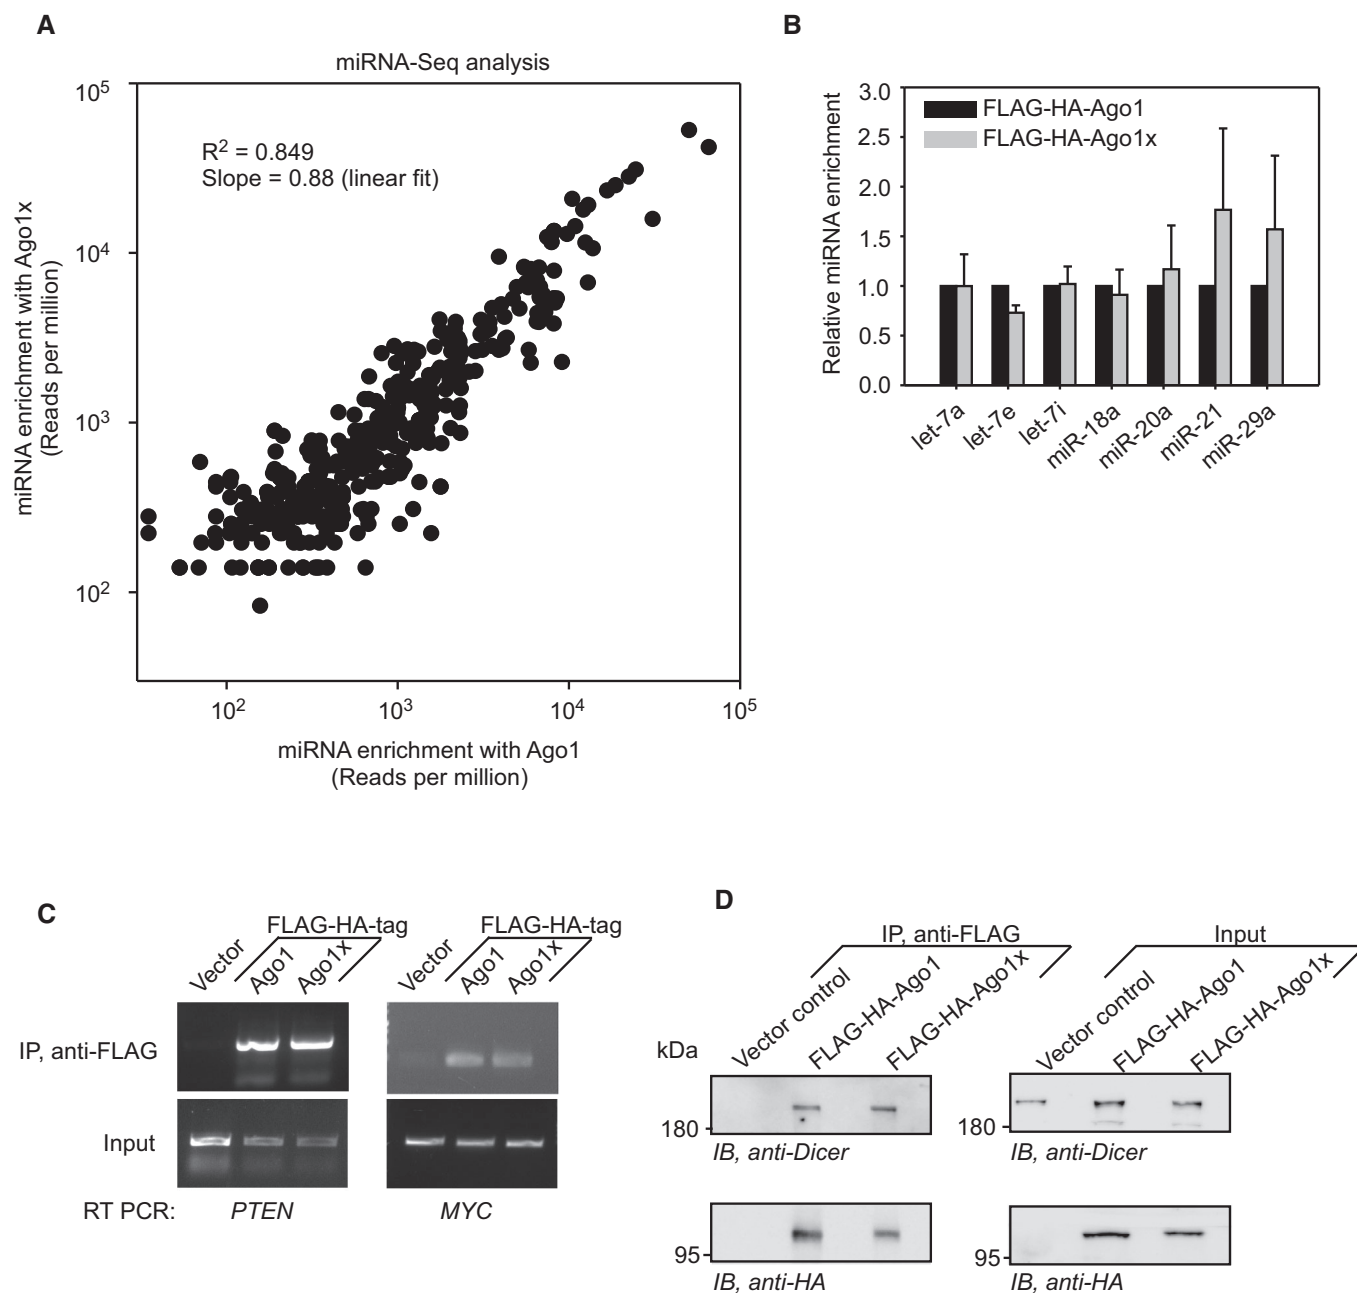 A
miRNA-Seq analysis
10^5
10^4
10^3
10^2
R^2 = 0.849
Slope = 0.88 (linear fit)
miRNA enrichment with Ago1x
(Reads per million)
10^2
10^3
10^4
10^5
miRNA enrichment with Ago1
(Reads per million)
B
Relative miRNA enrichment
3.0
2.5
2.0
1.5
1.0
0.5
0.0
FLAG-HA-Ago1
FLAG-HA-Ago1x
let-7a
let-7e
let-7i
miR-18a
miR-20a
miR-21
miR-29a
C
FLAG-HA-tag
Vector
Ago1
Ago1x
FLAG-HA-tag
Vector
Ago1
Ago1x
IP, anti-FLAG
Input
RT PCR:
PTEN
MYC
D
IP, anti-FLAG
Input
Vector control
FLAG-HA-Ago1
FLAG-HA-Ago1x
Vector control
FLAG-HA-Ago1
FLAG-HA-Ago1x
kDa
180
180
IB, anti-Dicer
IB, anti-Dicer
95
95
IB, anti-HA
IB, anti-HA